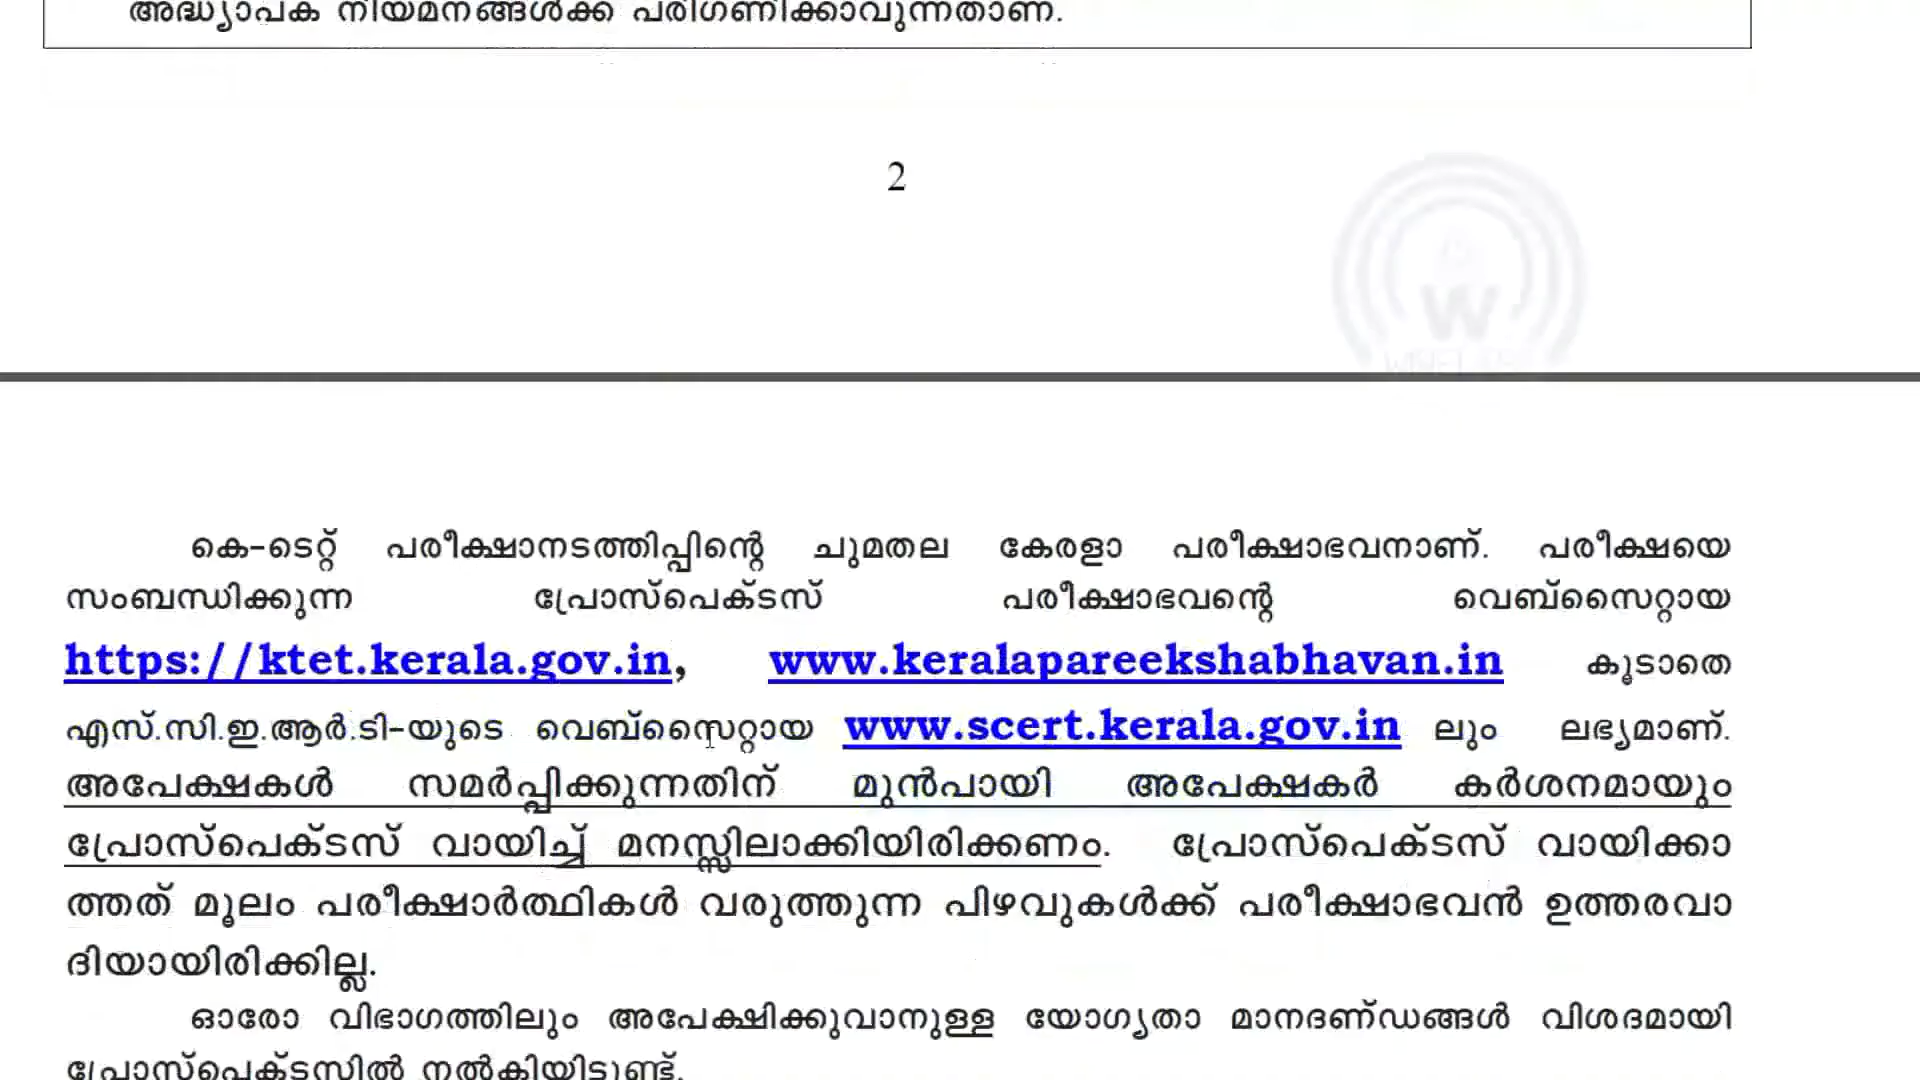 അദ്ധ്യാപക നിയമനങ്ങൾക്ക് പരിഗണിക്കാവുന്നതാണ്.
2
W
കെ-ടെറ്റ് പരീക്ഷാനടത്തിപ്പിന്റെ ചുമതല കേരളാ പരീക്ഷാഭവനാണ്. പരീക്ഷയെ
സംബന്ധിക്കുന്ന പ്രോസ്പെക്ടസ് പരീക്ഷാഭവന്റെ വെബ്സൈറ്റായ
https://ktet.kerala.gov.in, www.keralapareekshabhavan.in കൂടാതെ
എസ്.സി.ഇ.ആർ.ടി-യുടെ വെബ്സൈറ്റായ www.scert.kerala.gov.in ലും ലഭ്യമാണ്.
അപേക്ഷകൾ സമർപ്പിക്കുന്നതിന് മുൻപായി അപേക്ഷകർ കർശനമായും
പ്രോസ്പെക്ടസ് വായിച്ച് മനസ്സിലാക്കിയിരിക്കണം. പ്രോസ്പെക്ടസ് വായിക്കാ
ത്തത് മൂലം പരീക്ഷാർത്ഥികൾ വരുത്തുന്ന പിഴവുകൾക്ക് പരീക്ഷാഭവൻ ഉത്തരവാ
ദിയായിരിക്കില്ല.
ഓരോ വിഭാഗത്തിലും അപേക്ഷിക്കുവാനുള്ള യോഗ്യതാ മാനദണ്ഡങ്ങൾ വിശദമായി
പ്രോസ്പെക്ടസിൽ നൽകിയിട്ടുണ്ട്.